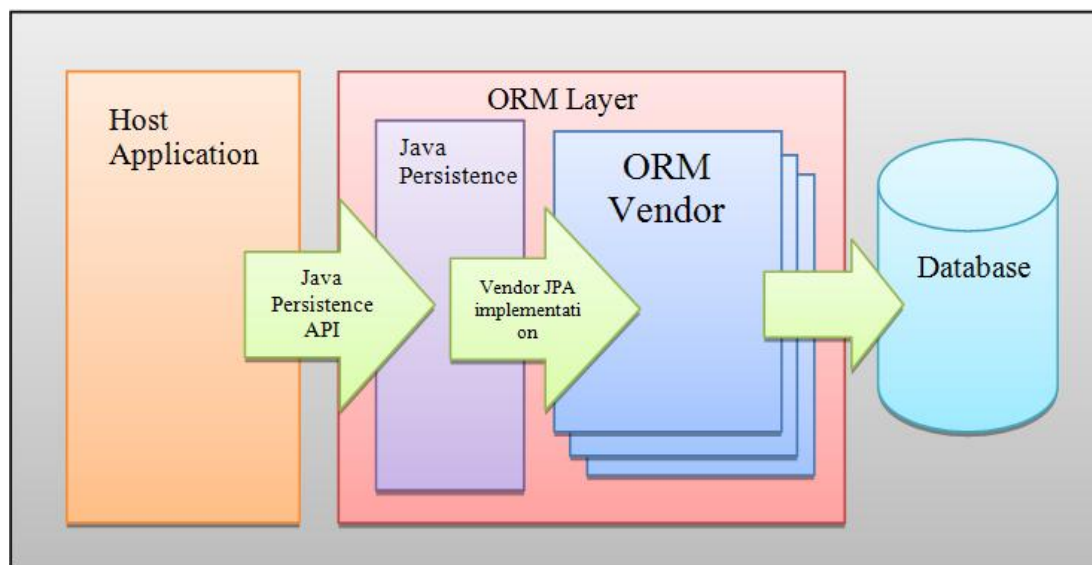 ORM Layer
Host
Application
Java
Persistence
ORM
Vendor
Java
Persistence
API
Vendor JPA
implementati
on
Database